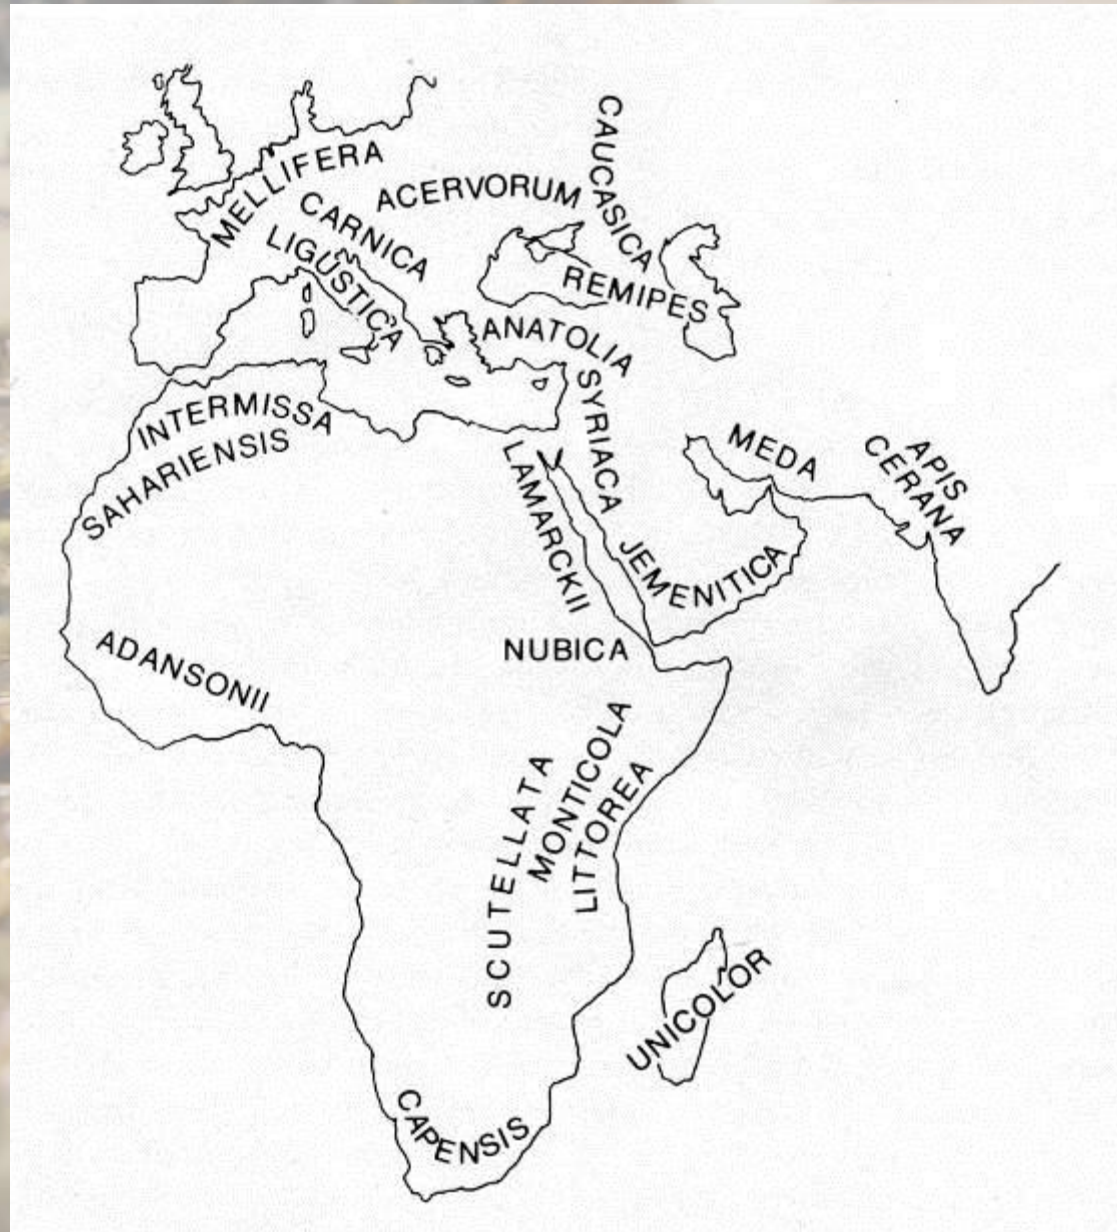 CAUCASICA
MELLIFERA
ACERVORUM
CARNICA
LIGUSTICA
REMIPES
ANATOLIA
SYRIACA
INTERMISSA
SAHARIENSIS
LAMARCKII
MEDA
APIS
CERANA
JEMENITICA
ADANSONII
NUBICA
SCUTELLATA
MONTICOLA
LITTOREA
UNICOLOR
CAPENSIS